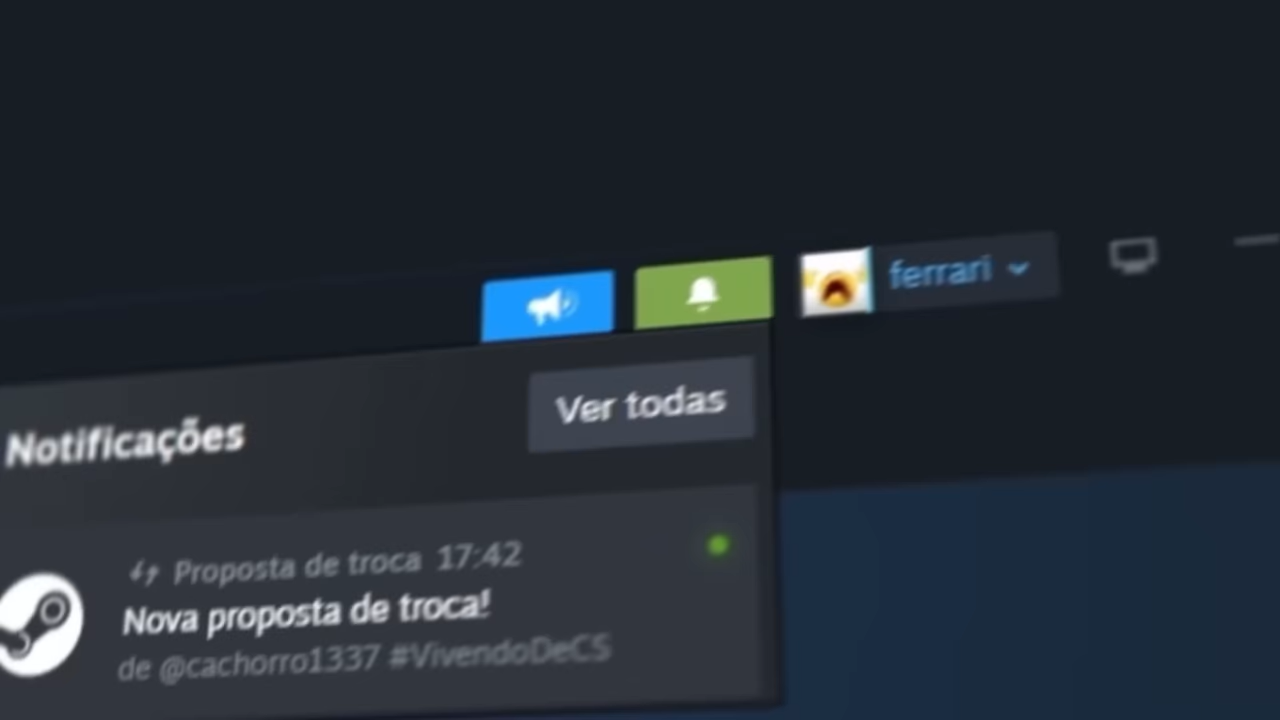 ferrari
Notificações
Ver todas
Proposta de troca 17:42
Nova proposta de troca!
de @cachorro1337 #VivendoDeCS